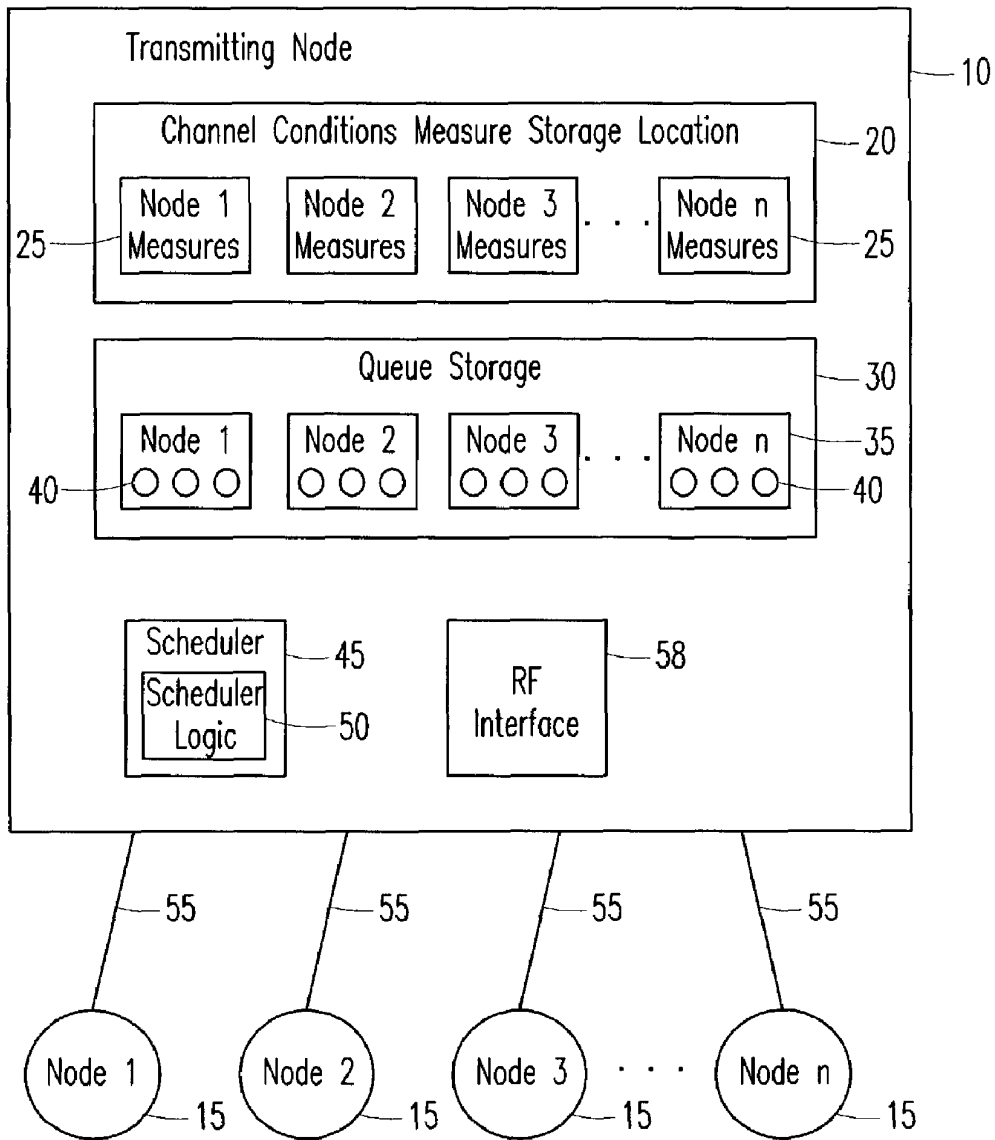 Transmitting Node
10
Channel Conditions Measure Storage Location
20
Node 1 Node 2 Node 3 . . . Node n
25 Measures Measures Measures Measures 25
Queue Storage
30
Node 1 Node 2 Node 3 . . . Node n 35
40 40
Scheduler 45
Scheduler
Logic 50
RF
Interface
58
55 55 55 55
Node 1 Node 2 Node 3 . . . Node n
15 15 15 15